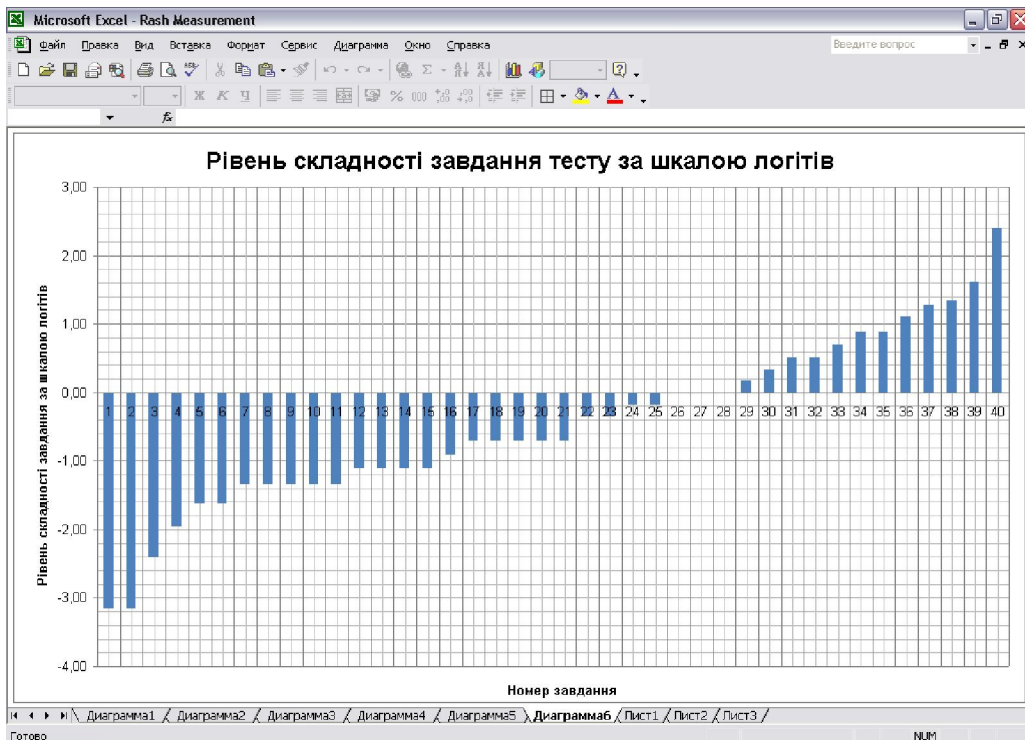 Microsoft Excel - Rash Measurement
Файл Правка Вид Вставка Формат Сервис Диаграмма Окно Справка Введите вопрос
Ж К Ч % 000
fx
Рівень складності завдання тесту за шкалою логітів
Рівень складності завдання за шкалою логітів
3,00
2,00
1,00
0,00
1 2 3 4 5 6 7 8 9 10 11 12 13 14 15 16 17 18 19 20 21 22 23 24 25 26 27 28 29 30 31 32 33 34 35 36 37 38 39 40
-1,00
-2,00
-3,00
-4,00
Номер завдання
Диаграмма1 Диаграмма2 Диаграмма3 Диаграмма4 Диаграмма5 Диаграмма6 Лист1 Лист2 Лист3
Готово NUM